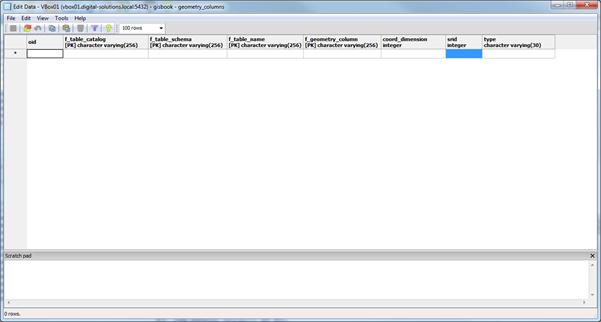 Edit Data - VBox01 (vbox01.digital-solutions.local:5432) - gisbook - geometry_columns
File Edit View Tools Help
100 rows
oid f_table_catalog f_table_schema f_table_name f_geometry_column coord_dimension srid type
[PK] character varying(256) [PK] character varying(256) [PK] character varying(256) [PK] character varying(256) integer integer character varying(30)
*
Scratch pad
0 rows.